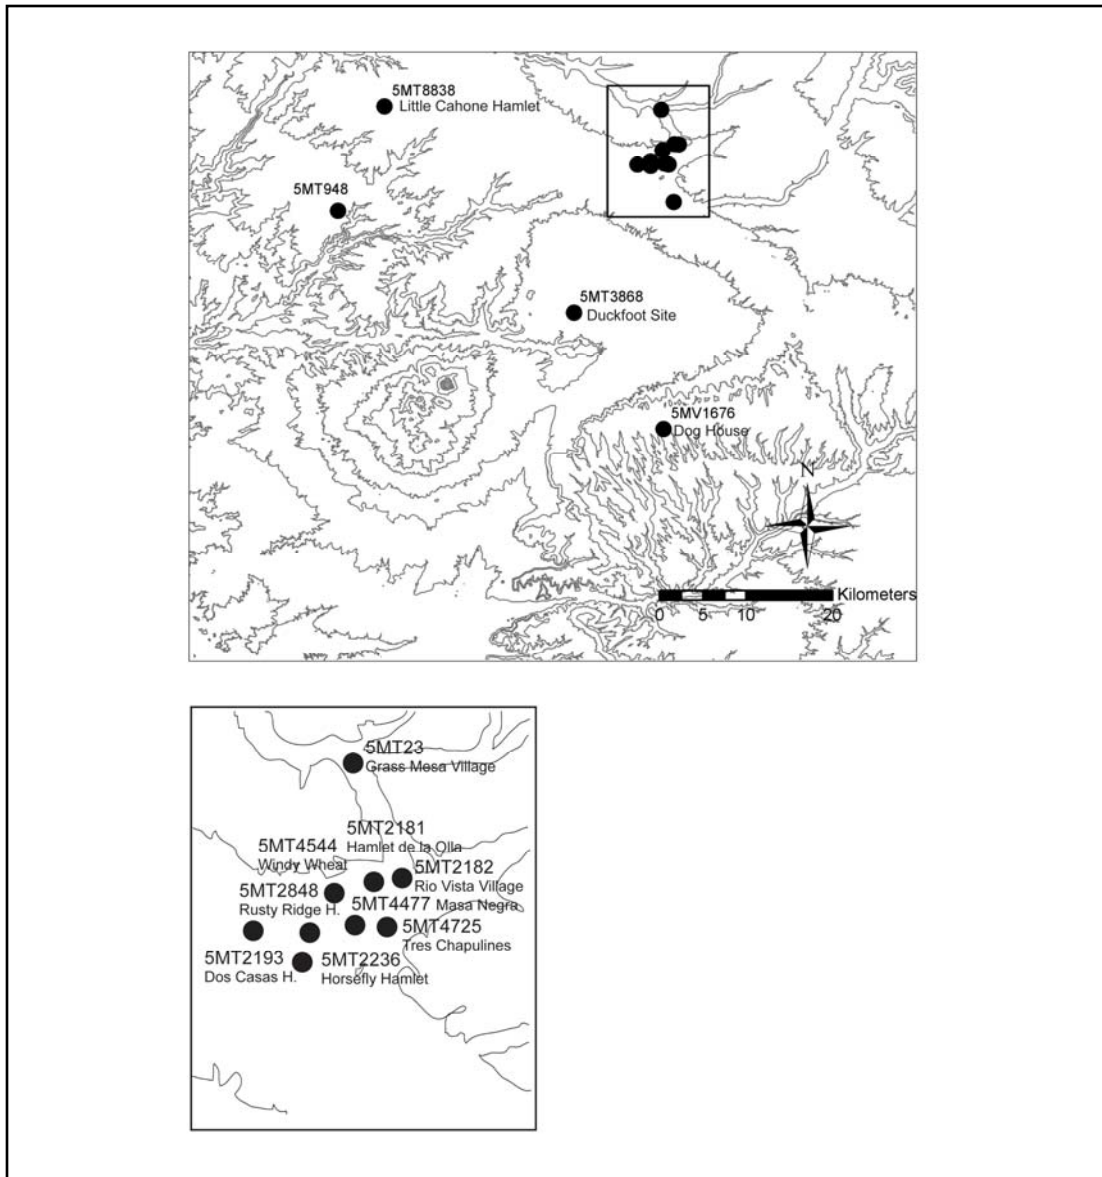 5MT8838
Little Cahone Hamlet
5MT948
5MT3868
Duckfoot Site
5MV1676
Dog House
N
Kilometers
0 5 10 20
5MT23
Grass Mesa Village
5MT2181
Hamlet de la Olla
5MT4544
Windy Wheat
5MT2182
Rio Vista Village
5MT2848
Rusty Ridge H.
5MT4477 Masa Negra
5MT4725
Tres Chapulines
5MT2193
Dos Casas H.
5MT2236
Horsefly Hamlet